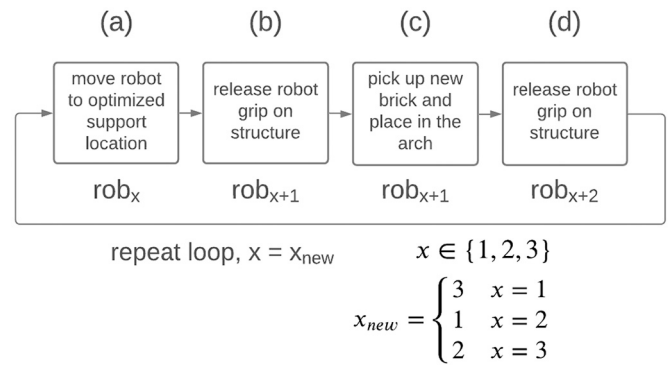 (a) (b) (c) (d)
move robot
to optimized
support
location
release robot
grip on
structure
pick up new
brick and
place in the
arch
release robot
grip on
structure
robₓ robₓ₊₁ robₓ₊₁ robₓ₊₂
repeat loop, x = xnew
x ∈ {1, 2, 3}
xnew = { 3 x = 1
1 x = 2
2 x = 3